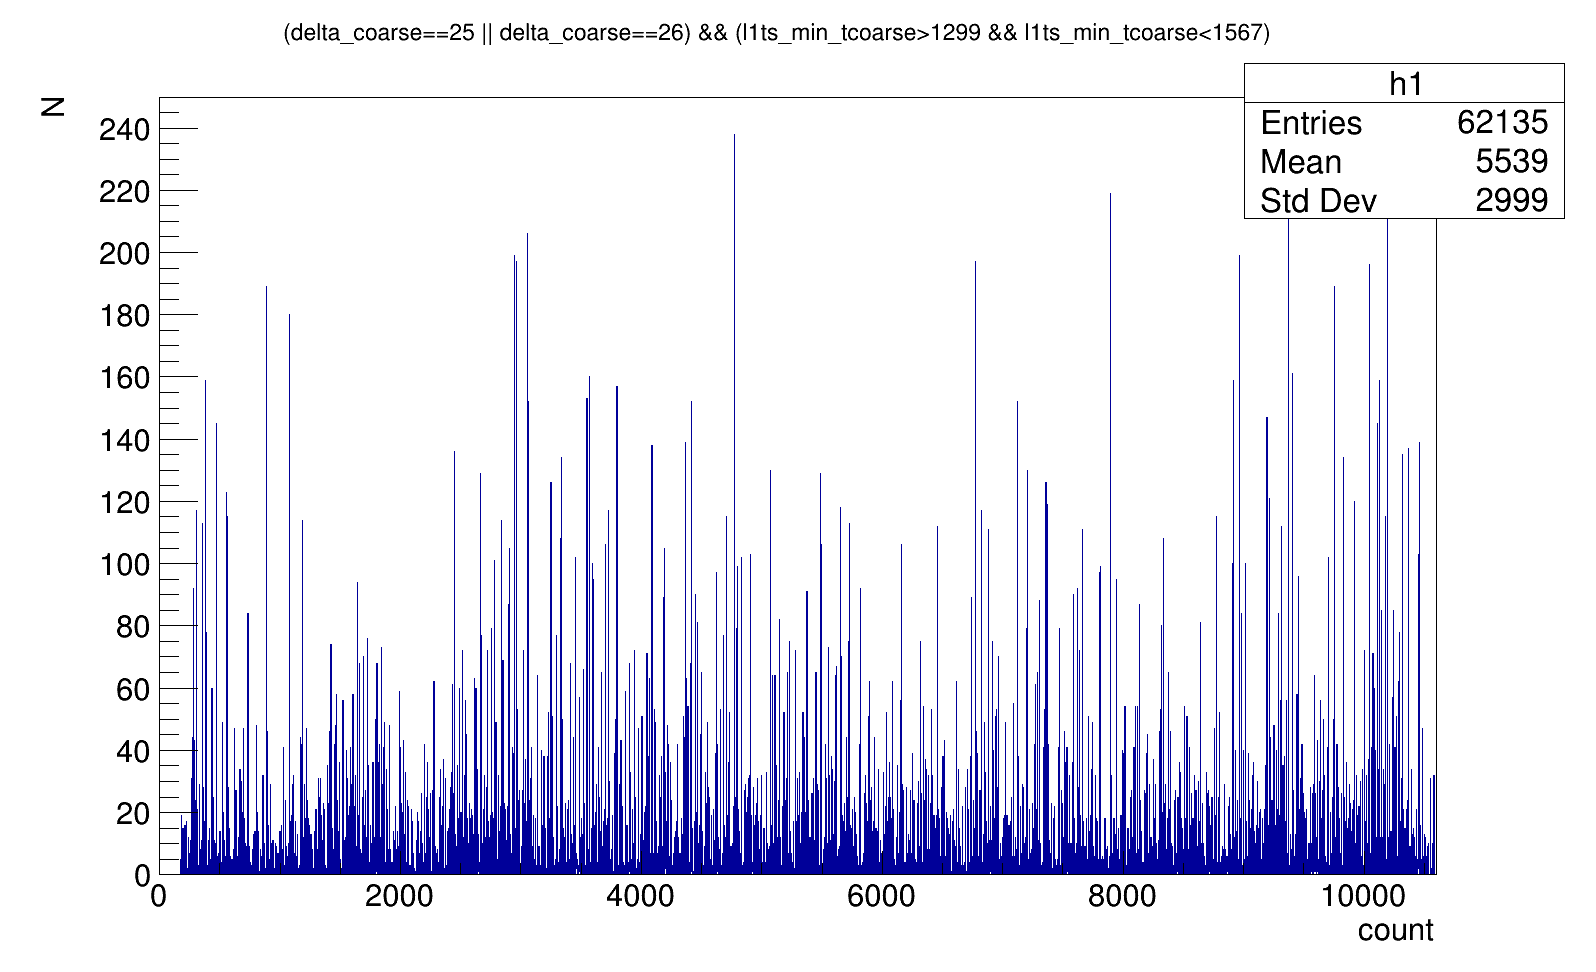 (delta_coarse==25 || delta_coarse==26) && (l1ts_min_tcoarse>1299 && l1ts_min_tcoarse<1567)
h1
Entries 62135
Mean 5539
Std Dev 2999
N
240
220
200
180
160
140
120
100
80
60
40
20
0
0 2000 4000 6000 8000 10000
count